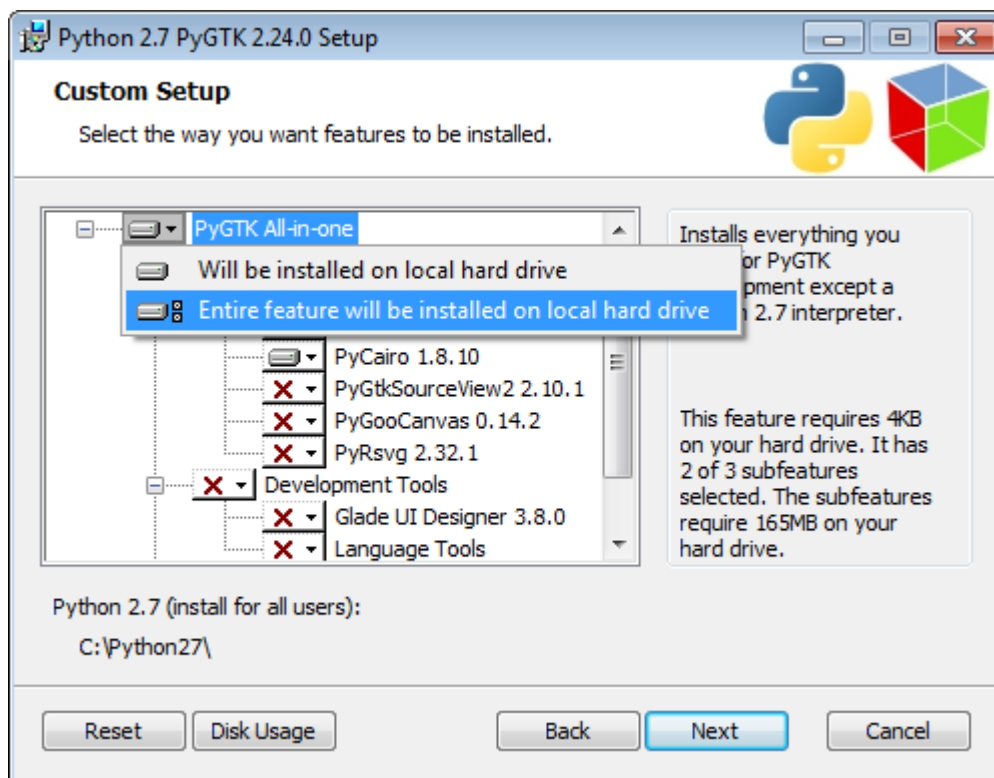 Python 2.7 PyGTK 2.24.0 Setup
Custom Setup
Select the way you want features to be installed.
PyGTK All-in-one
Will be installed on local hard drive
Entire feature will be installed on local hard drive
PyCairo 1.8.10
PyGtkSourceView2 2.10.1
PyGooCanvas 0.14.2
PyRsvg 2.32.1
Development Tools
Glade UI Designer 3.8.0
Language Tools
Installs everything you
or PyGTK
pment except a
2.7 interpreter.
This feature requires 4KB
on your hard drive. It has
2 of 3 subfeatures
selected. The subfeatures
require 165MB on your
hard drive.
Python 2.7 (install for all users):
C:\Python27\
Reset
Disk Usage
Back
Next
Cancel